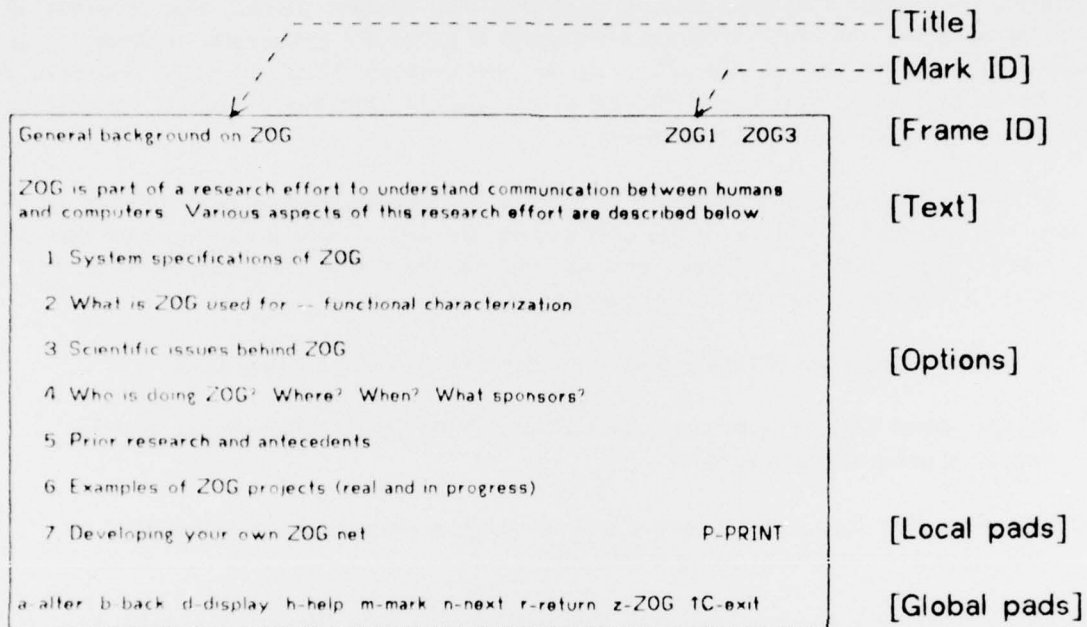 [Title]
[Mark ID]
General background on ZOG ZOG1 ZOG3 [Frame ID]
ZOG is part of a research effort to understand communication between humans [Text]
and computers Various aspects of this research effort are described below
1 System specifications of ZOG
2 What is ZOG used for -- functional characterization
3 Scientific issues behind ZOG [Options]
4 Who is doing ZOG? Where? When? What sponsors?
5 Prior research and antecedents
6 Examples of ZOG projects (real and in progress)
7 Developing your own ZOG net P-PRINT [Local pads]
a-alter b-back d-display h-help m-mark n-next r-return z-ZOG ↑C-exit [Global pads]